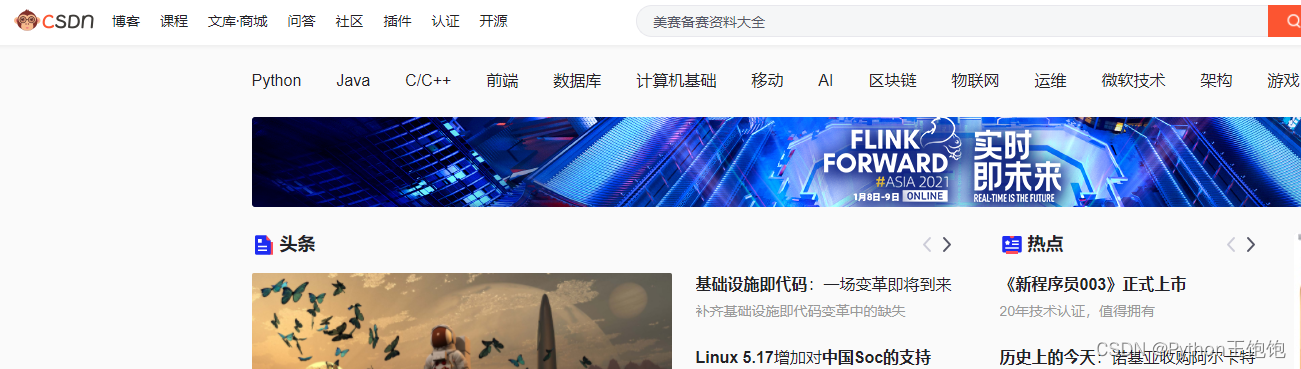 CSDN 博客 课程 文库·商城 问答 社区 插件 认证 开源 美赛备赛资料大全
Python Java C/C++ 前端 数据库 计算机基础 移动 AI 区块链 物联网 运维 微软技术 架构 游戏
FLINK
FORWARD
#ASIA 2021
1月8日-9日 ONLINE
实时
即未来
REAL-TIME IS THE FUTURE
头条
基础设施即代码：一场变革即将到来
补齐基础设施即代码变革中的缺失
Linux 5.17增加对中国Soc的支持
热点
《新程序员003》正式上市
20年技术认证，值得拥有
历史上的今天：诺基亚收购阿尔卡特
CSDN @Python王饱饱